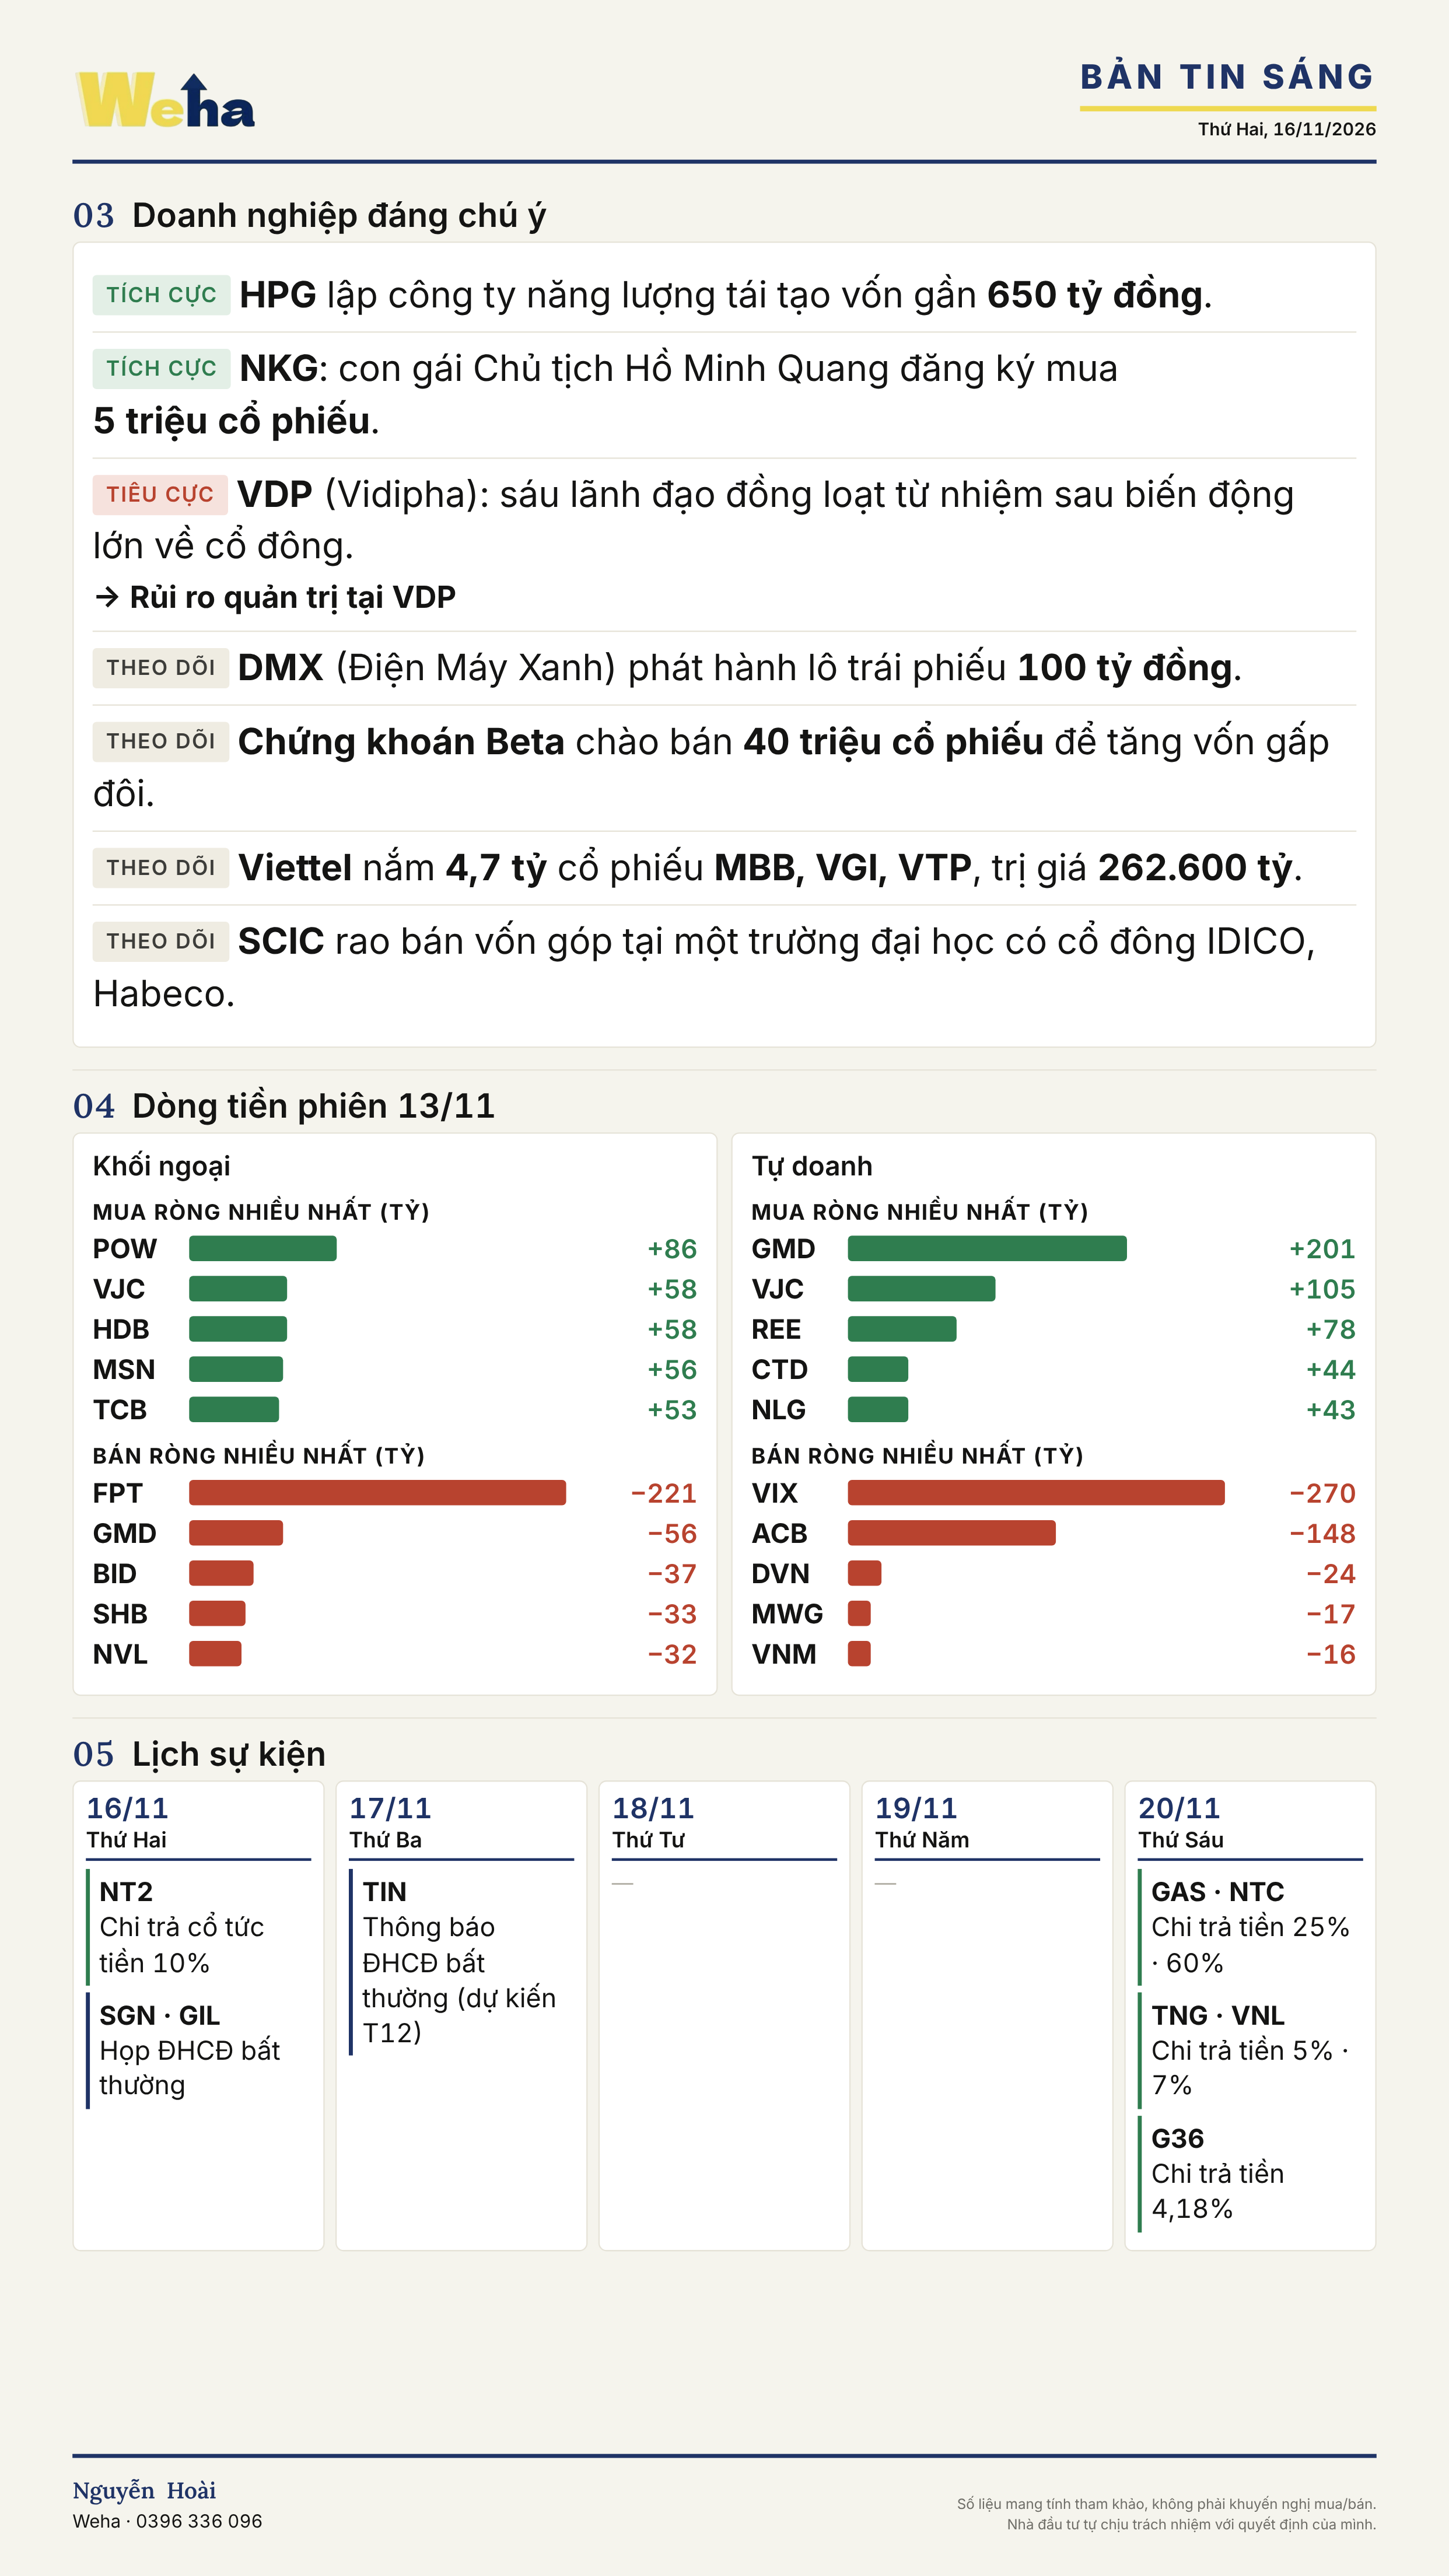 Weha
BẢN TIN SÁNG
Thứ Hai, 16/11/2026
03 Doanh nghiệp đáng chú ý
TÍCH CỰC HPG lập công ty năng lượng tái tạo vốn gần 650 tỷ đồng.
TÍCH CỰC NKG: con gái Chủ tịch Hồ Minh Quang đăng ký mua
5 triệu cổ phiếu.
TIÊU CỰC VDP (Vidipha): sáu lãnh đạo đồng loạt từ nhiệm sau biến động
lớn về cổ đông.
→ Rủi ro quản trị tại VDP
THEO DÕI DMX (Điện Máy Xanh) phát hành lô trái phiếu 100 tỷ đồng.
THEO DÕI Chứng khoán Beta chào bán 40 triệu cổ phiếu để tăng vốn gấp
đôi.
THEO DÕI Viettel nắm 4,7 tỷ cổ phiếu MBB, VGI, VTP, trị giá 262.600 tỷ.
THEO DÕI SCIC rao bán vốn góp tại một trường đại học có cổ đông IDICO,
Habeco.
04 Dòng tiền phiên 13/11
Khối ngoại
MUA RÒNG NHIỀU NHẤT (TỶ)
POW +86
VJC +58
HDB +58
MSN +56
TCB +53
BÁN RÒNG NHIỀU NHẤT (TỶ)
FPT −221
GMD −56
BID −37
SHB −33
NVL −32
Tự doanh
MUA RÒNG NHIỀU NHẤT (TỶ)
GMD +201
VJC +105
REE +78
CTD +44
NLG +43
BÁN RÒNG NHIỀU NHẤT (TỶ)
VIX −270
ACB −148
DVN −24
MWG −17
VNM −16
05 Lịch sự kiện
16/11
Thứ Hai
NT2
Chi trả cổ tức
tiền 10%
SGN · GIL
Họp ĐHCĐ bất
thường
17/11
Thứ Ba
TIN
Thông báo
ĐHCĐ bất
thường (dự kiến
T12)
18/11
Thứ Tư
—
19/11
Thứ Năm
—
20/11
Thứ Sáu
GAS · NTC
Chi trả tiền 25%
· 60%
TNG · VNL
Chi trả tiền 5% ·
7%
G36
Chi trả tiền
4,18%
Nguyễn Hoài
Weha · 0396 336 096
Số liệu mang tính tham khảo, không phải khuyến nghị mua/bán.
Nhà đầu tư tự chịu trách nhiệm với quyết định của mình.